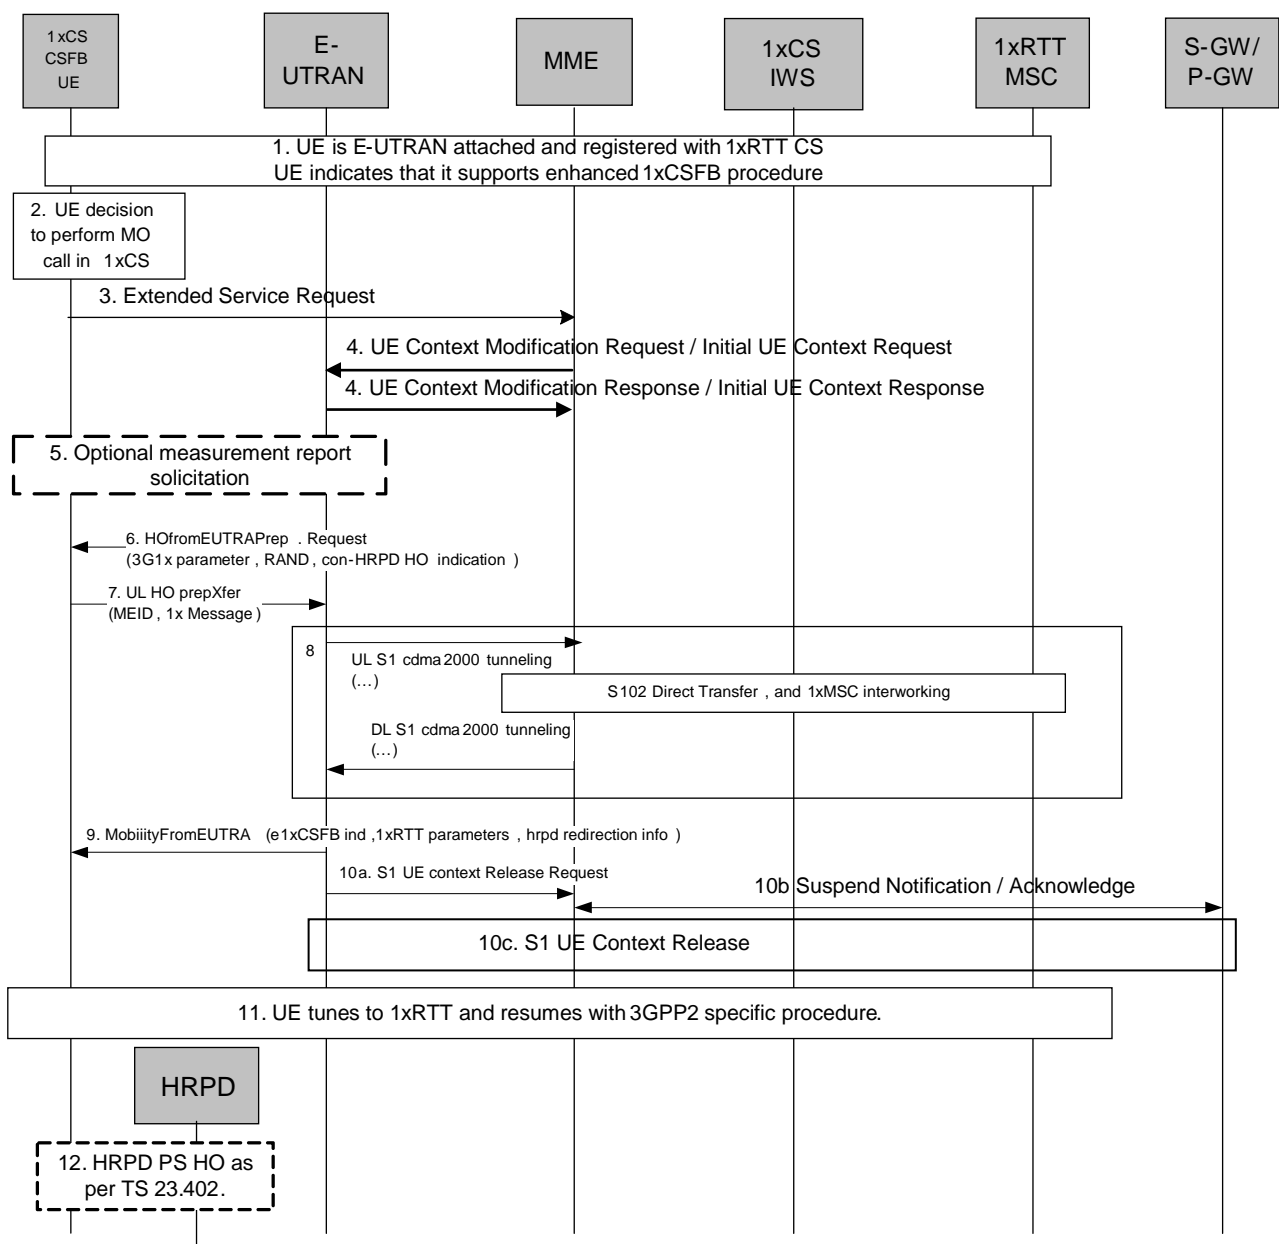 1xCS
CSFB
UE
E-
UTRAN
MME
1xCS
IWS
1xRTT
MSC
S-GW/
P-GW
1. UE is E-UTRAN attached and registered with 1xRTT CS
UE indicates that it supports enhanced 1xCSFB procedure
2. UE decision
to perform MO
call in 1xCS
3. Extended Service Request
4. UE Context Modification Request / Initial UE Context Request
4. UE Context Modification Response / Initial UE Context Response
5. Optional measurement report
solicitation
6. HOfromEUTRAPrep . Request
(3G1x parameter , RAND , con-HRPD HO indication )
7. UL HO prepXfer
(MEID , 1x Message )
8
UL S1 cdma 2000 tunneling
(...)
S102 Direct Transfer , and 1xMSC interworking
DL S1 cdma 2000 tunneling
(...)
9. MobiiityFromEUTRA (e1xCSFB ind ,1xRTT parameters , hrpd redirection info )
10a. S1 UE context Release Request
10b Suspend Notification / Acknowledge
10c. S1 UE Context Release
11. UE tunes to 1xRTT and resumes with 3GPP2 specific procedure.
HRPD
12. HRPD PS HO as
per TS 23.402.